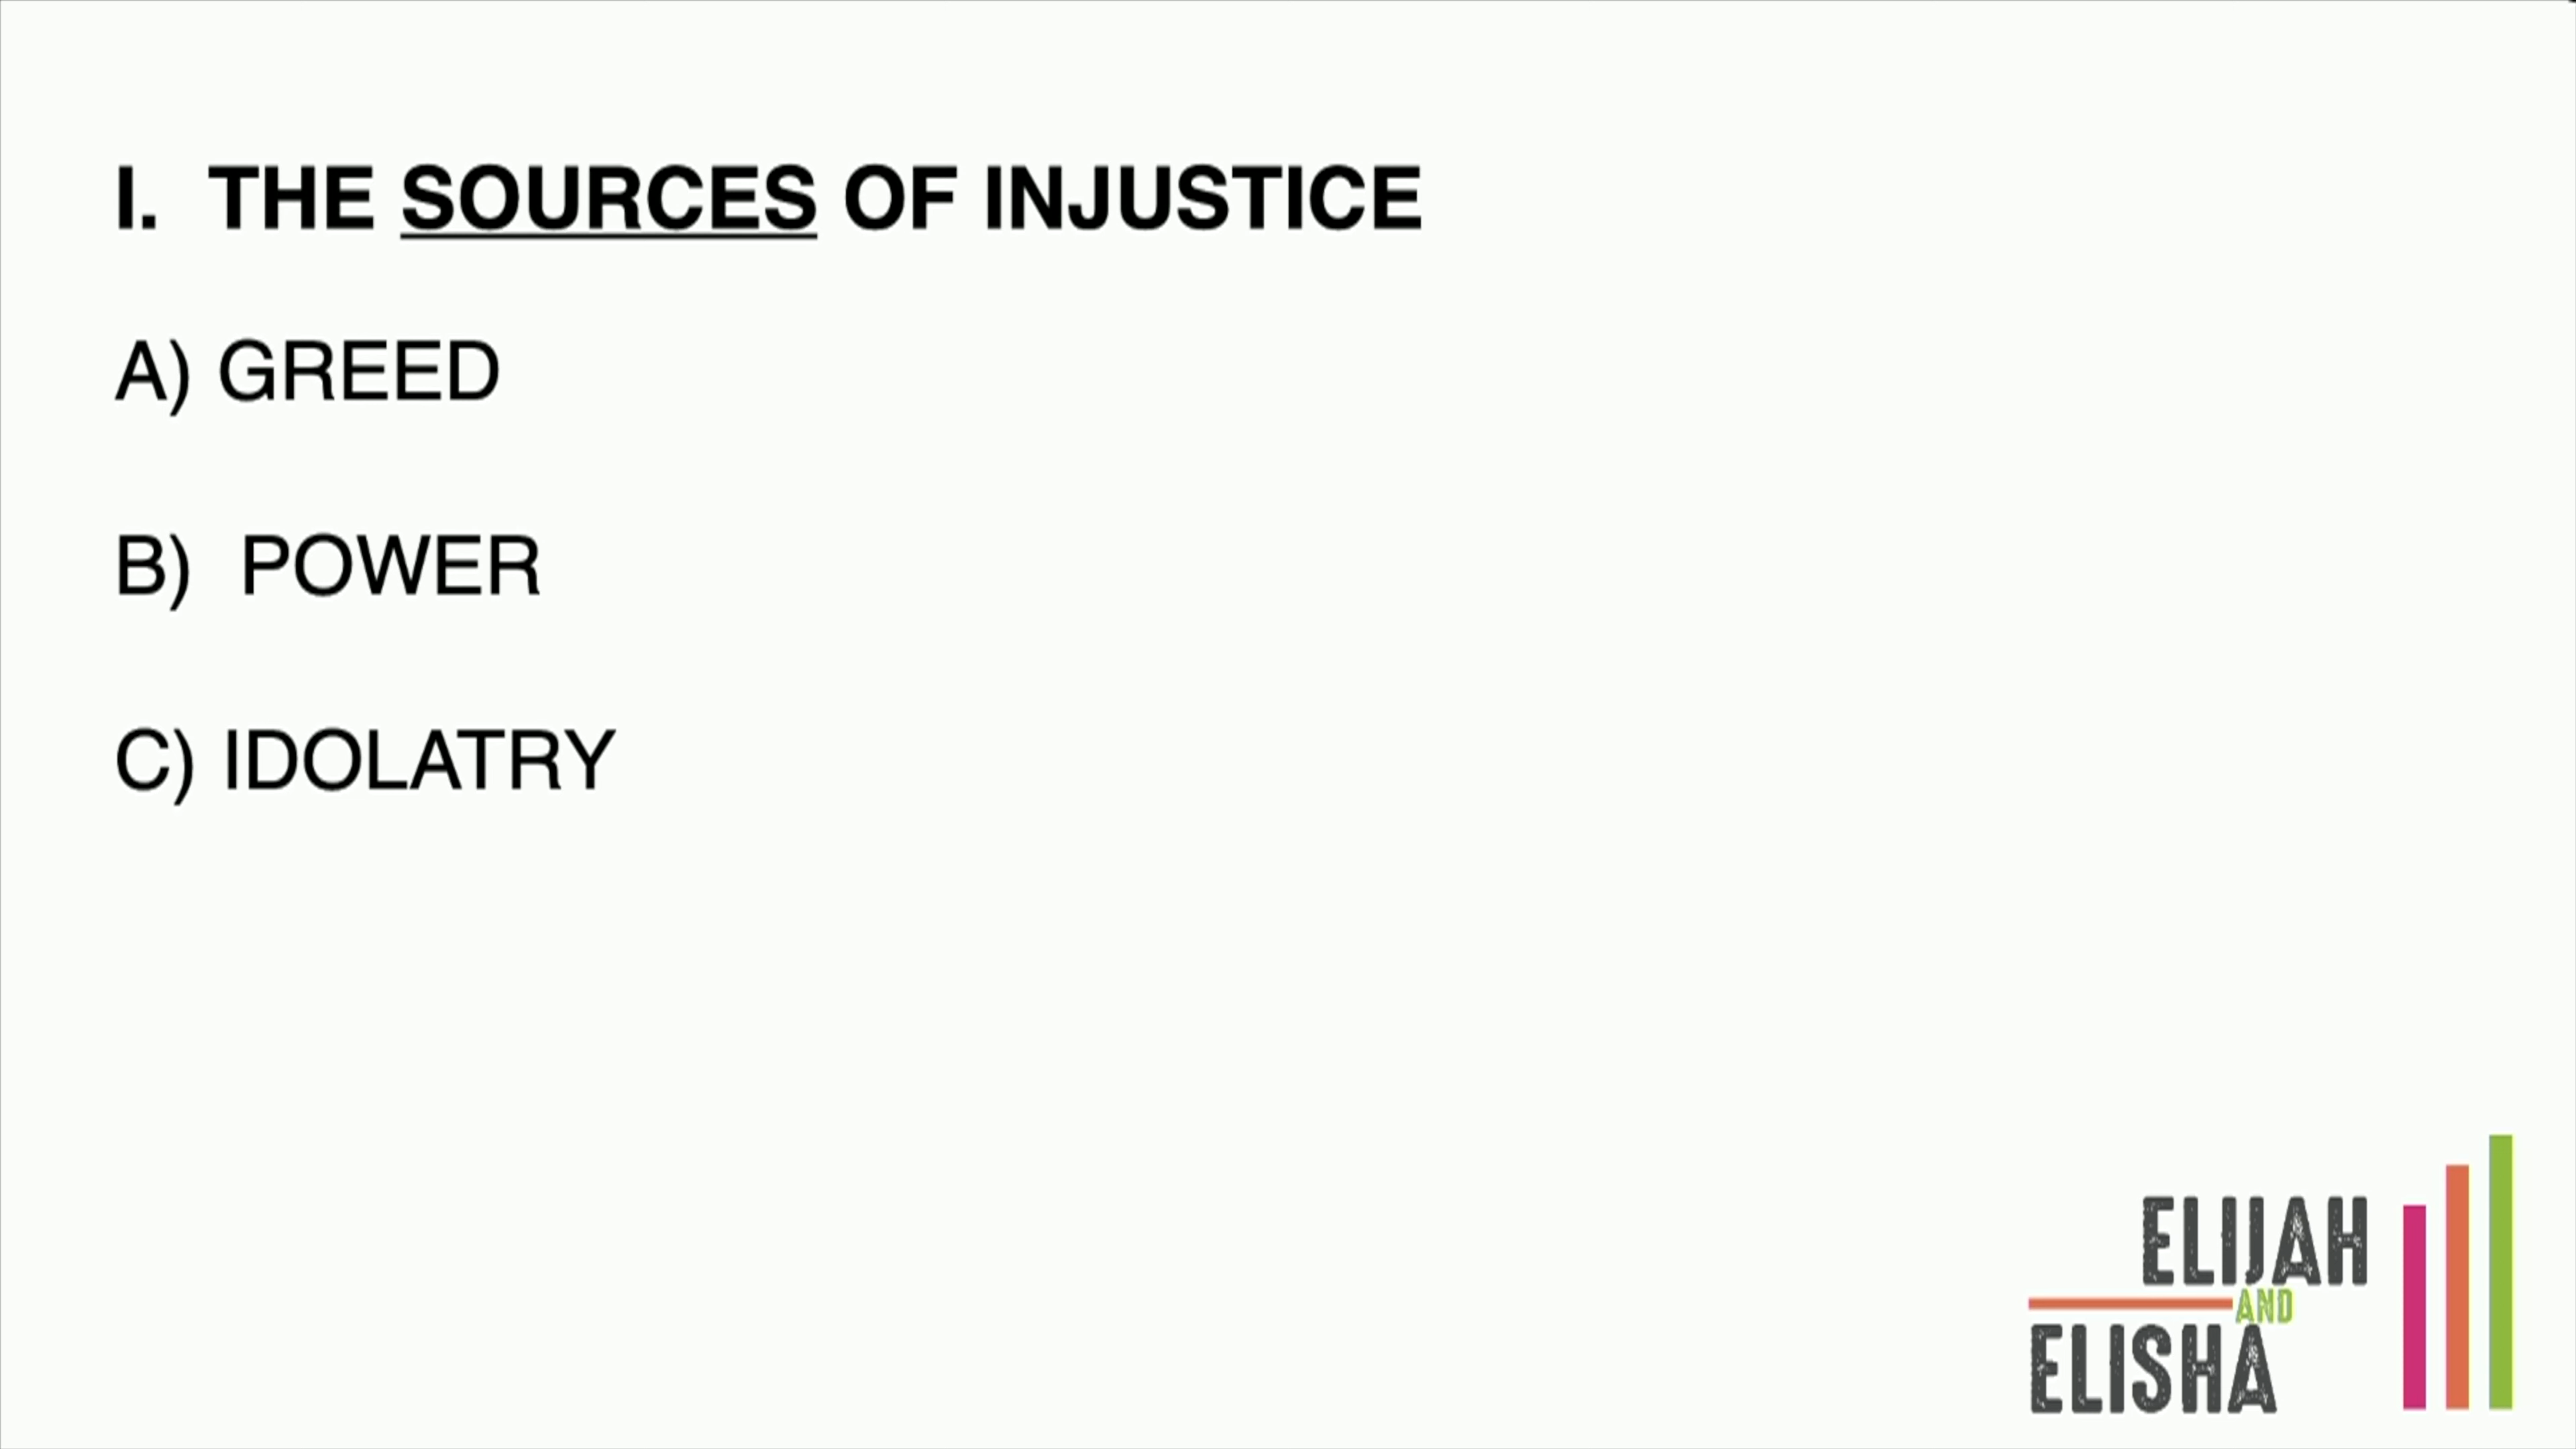 I. THE SOURCES OF INJUSTICE
A) GREED
B) POWER
C) IDOLATRY
ELIJAH
AND
ELISHA